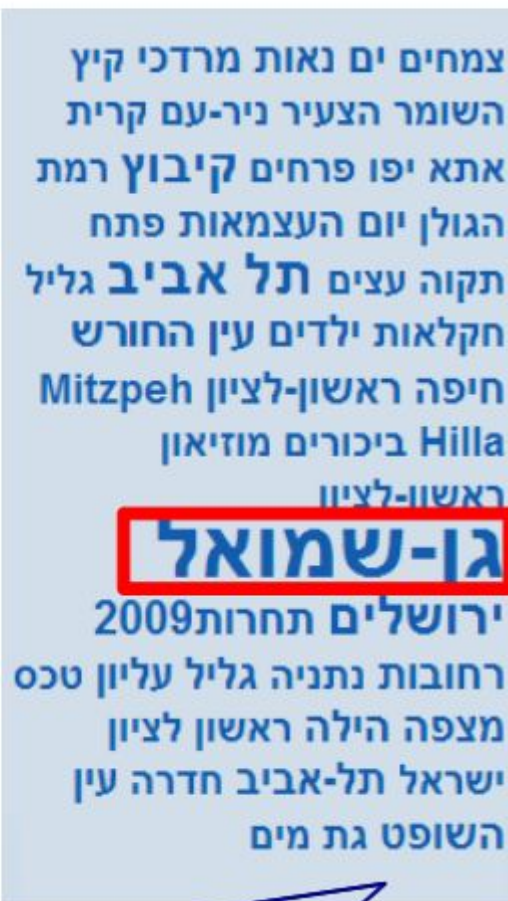 צמחים ים נאות מרדכי קיץ
השומר הצעיר ניר-עם קרית
אתא יפו פרחים קיבוץ רמת
הגולן יום העצמאות פתח
תקוה עצים תל אביב גליל
חקלאות ילדים עין החורש
חיפה ראשון-לציון Mitzpeh
Hilla ביכורים מוזיאון
ראשון-לציון
גן-שמואל
ירושלים תחרות2009
רחובות נתניה גליל עליון טכס
מצפה הילה ראשון לציון
ישראל תל-אביב חדרה עין
השופט גת מים